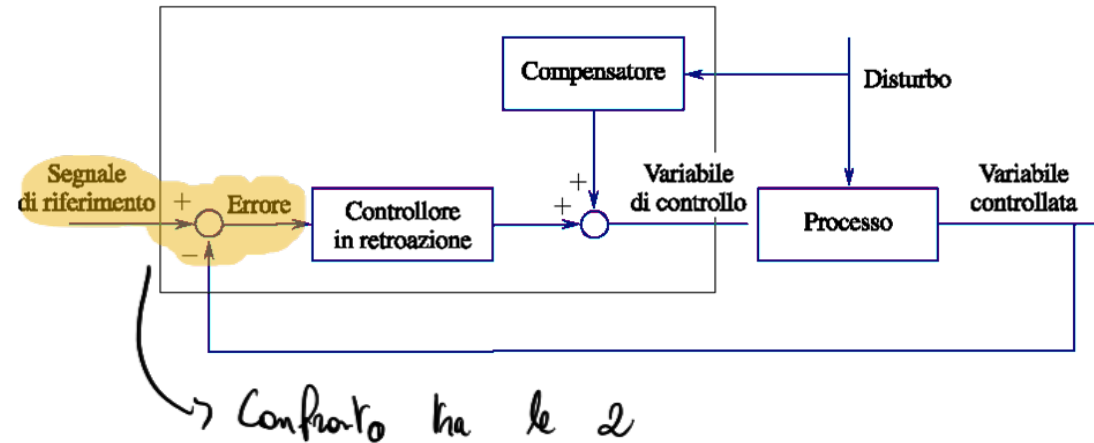 Compensatore
Disturbo
Segnale
di riferimento
+
−
Errore
Controllore
in retroazione
+
+
Variabile
di controllo
Processo
Variabile
controllata
Confronto tra le 2